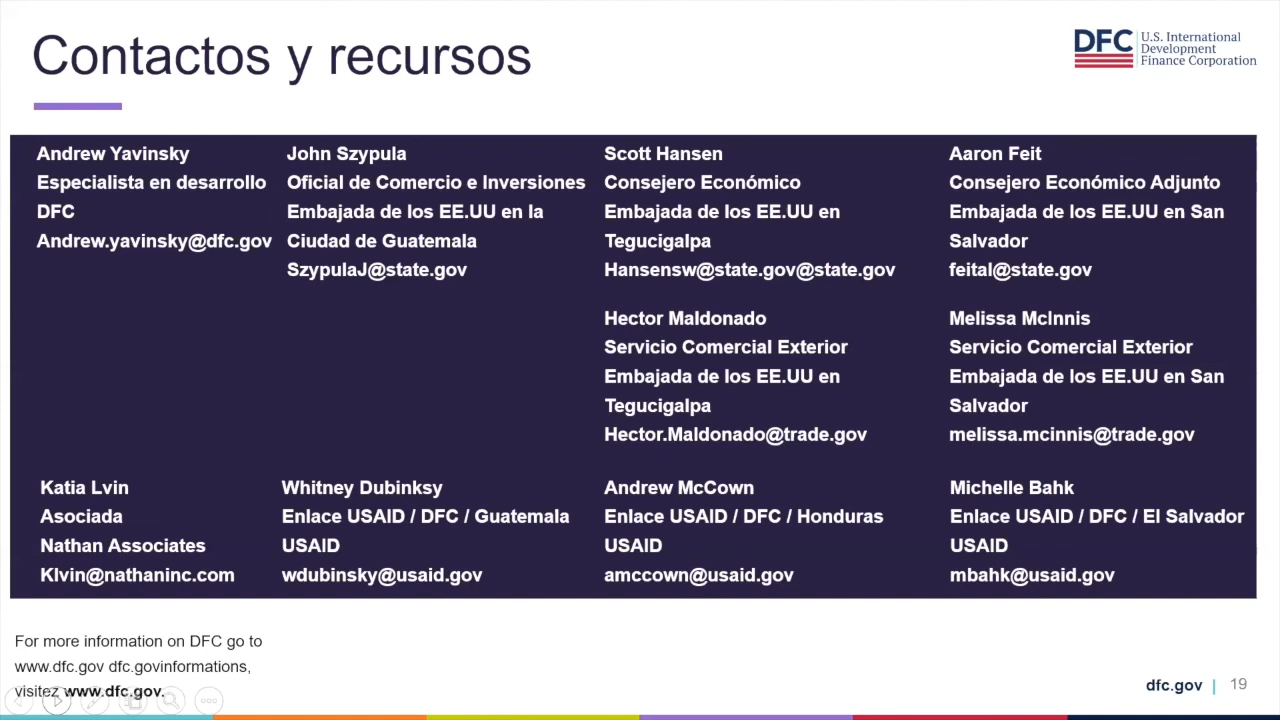 Contactos y recursos
DFC
U.S. International
Development
Finance Corporation
Andrew Yavinsky
Especialista en desarrollo
DFC
Andrew.yavinsky@dfc.gov
John Szypula
Oficial de Comercio e Inversiones
Embajada de los EE.UU en la
Ciudad de Guatemala
SzypulaJ@state.gov
Scott Hansen
Consejero Económico
Embajada de los EE.UU en
Tegucigalpa
Hansensw@state.gov@state.gov
Aaron Feit
Consejero Económico Adjunto
Embajada de los EE.UU en San
Salvador
feital@state.gov
Hector Maldonado
Servicio Comercial Exterior
Embajada de los EE.UU en
Tegucigalpa
Hector.Maldonado@trade.gov
Melissa McInnis
Servicio Comercial Exterior
Embajada de los EE.UU en San
Salvador
melissa.mcinnis@trade.gov
Katia Lvin
Asociada
Nathan Associates
Klvin@nathaninc.com
Whitney Dubinksy
Enlace USAID / DFC / Guatemala
USAID
wdubinsky@usaid.gov
Andrew McCown
Enlace USAID / DFC / Honduras
USAID
amccown@usaid.gov
Michelle Bahk
Enlace USAID / DFC / El Salvador
USAID
mbahk@usaid.gov
For more information on DFC go to
www.dfc.gov dfc.govinformations,
visitez www.dfc.gov.
dfc.gov | 19